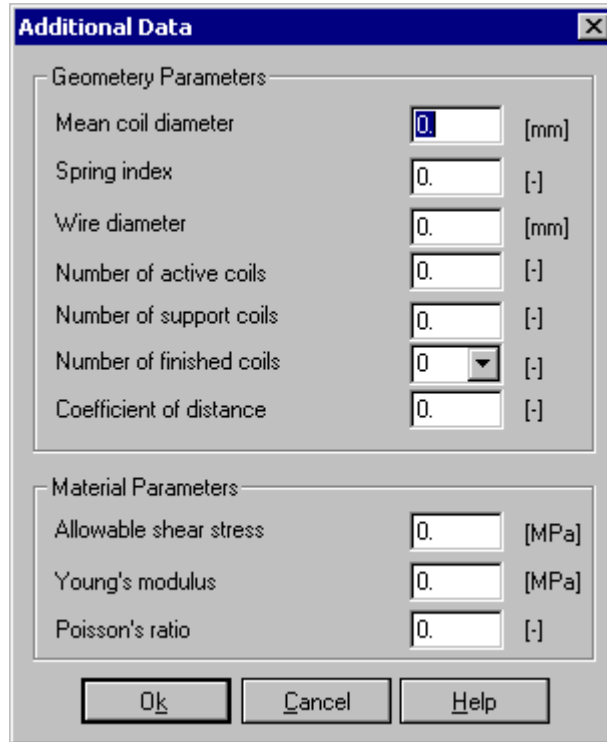 Additional Data
Geometery Parameters
Mean coil diameter 0. [mm]
Spring index 0. [-]
Wire diameter 0. [mm]
Number of active coils 0. [-]
Number of support coils 0. [-]
Number of finished coils 0 [-]
Coefficient of distance 0. [-]
Material Parameters
Allowable shear stress 0. [MPa]
Young's modulus 0. [MPa]
Poisson's ratio 0. [-]
Ok Cancel Help